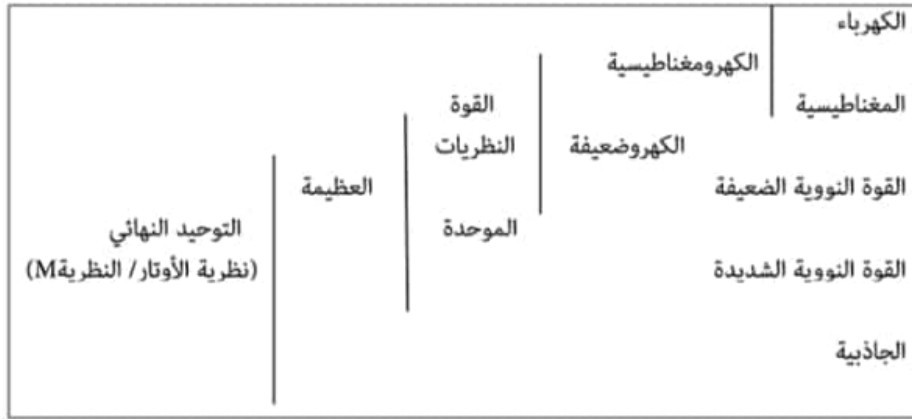 الكهرباء
الكهرومغناطيسية
المغناطيسية
القوة
الكهروضعيفة
النظريات
القوة النووية الضعيفة
العظيمة
الموحدة
التوحيد النهائي
القوة النووية الشديدة
(نظرية الأوتار/ النظريةM)
الجاذبية